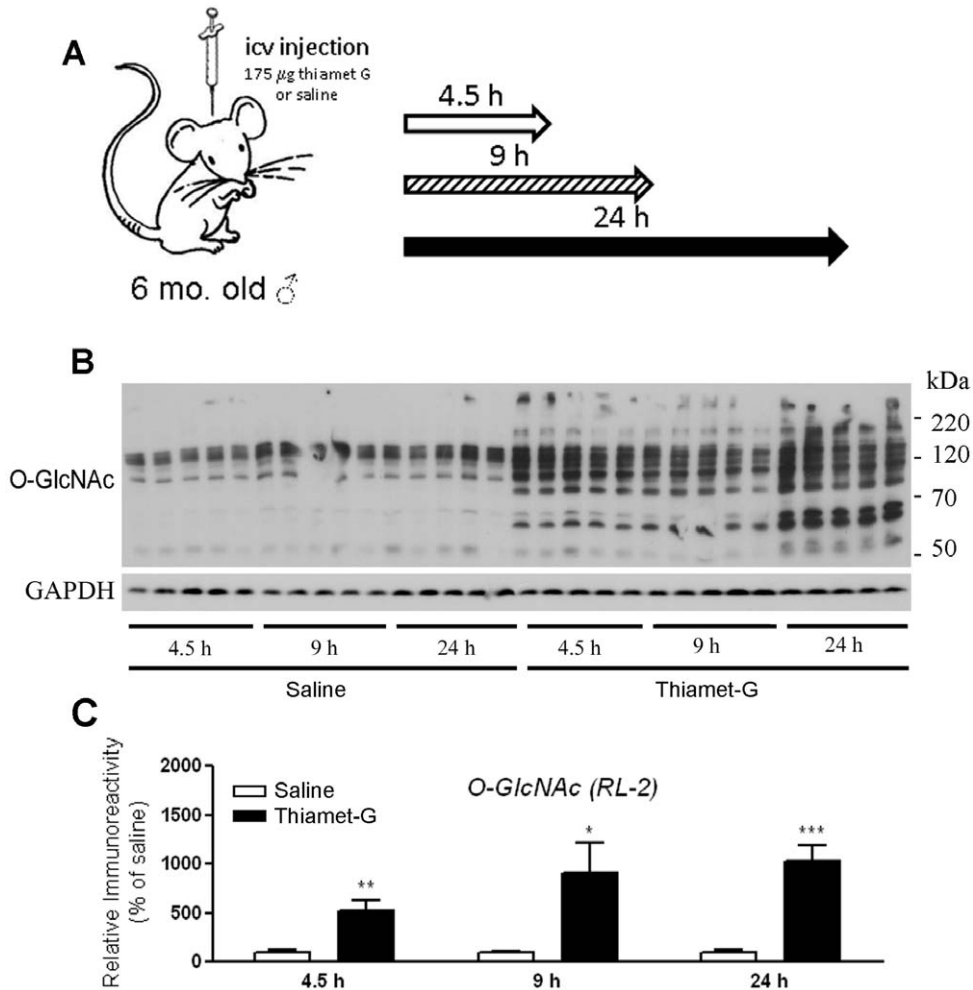 A
icv injection
175 µg thiamet G
or saline
4.5 h
9 h
24 h
6 mo. old ♂
B
kDa
220
120
70
50
O-GlcNAc
GAPDH
4.5 h 9 h 24 h 4.5 h 9 h 24 h
Saline Thiamet-G
C
Relative Immunoreactivity
(% of saline)
2000
1500
1000
500
0
Saline
Thiamet-G
O-GlcNAc (RL-2)
** * ***
4.5 h 9 h 24 h